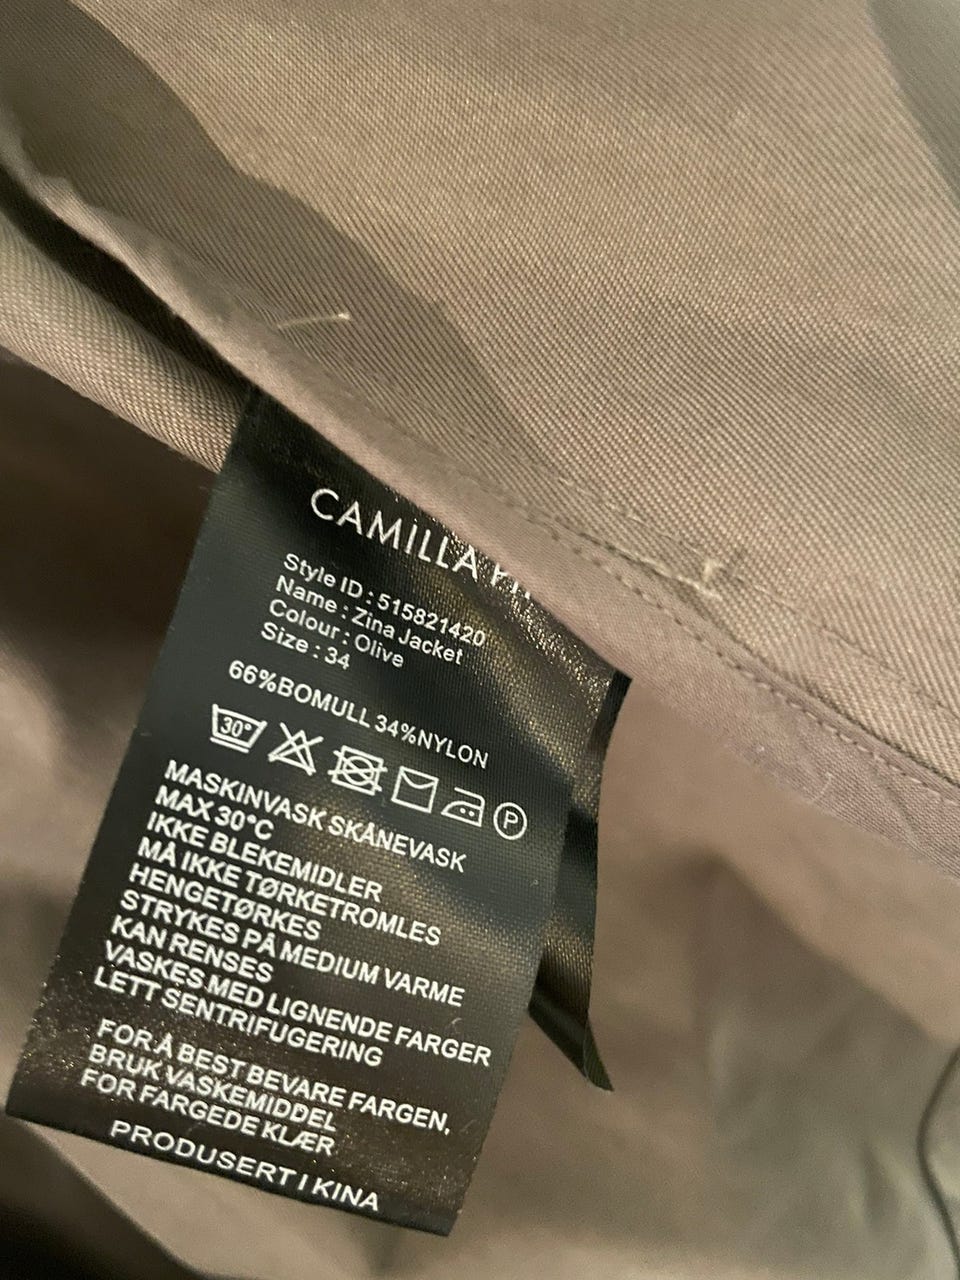 CAMILLA
Style ID : 515821420
Name : Zina Jacket
Colour : Olive
Size : 34
66%BOMULL 34%NYLON
30°
P
MASKINVASK SKÅNEVASK
MAX 30°C
IKKE BLEKEMIDLER
MÅ IKKE TØRKETROMLES
HENGETØRKES
STRYKES PÅ MEDIUM VARME
KAN RENSES
VASKES MED LIGNENDE FARGER
LETT SENTRIFUGERING
FOR Å BEST BEVARE FARGEN,
BRUK VASKEMIDDEL
FOR FARGEDE KLÆR
PRODUSERT I KINA